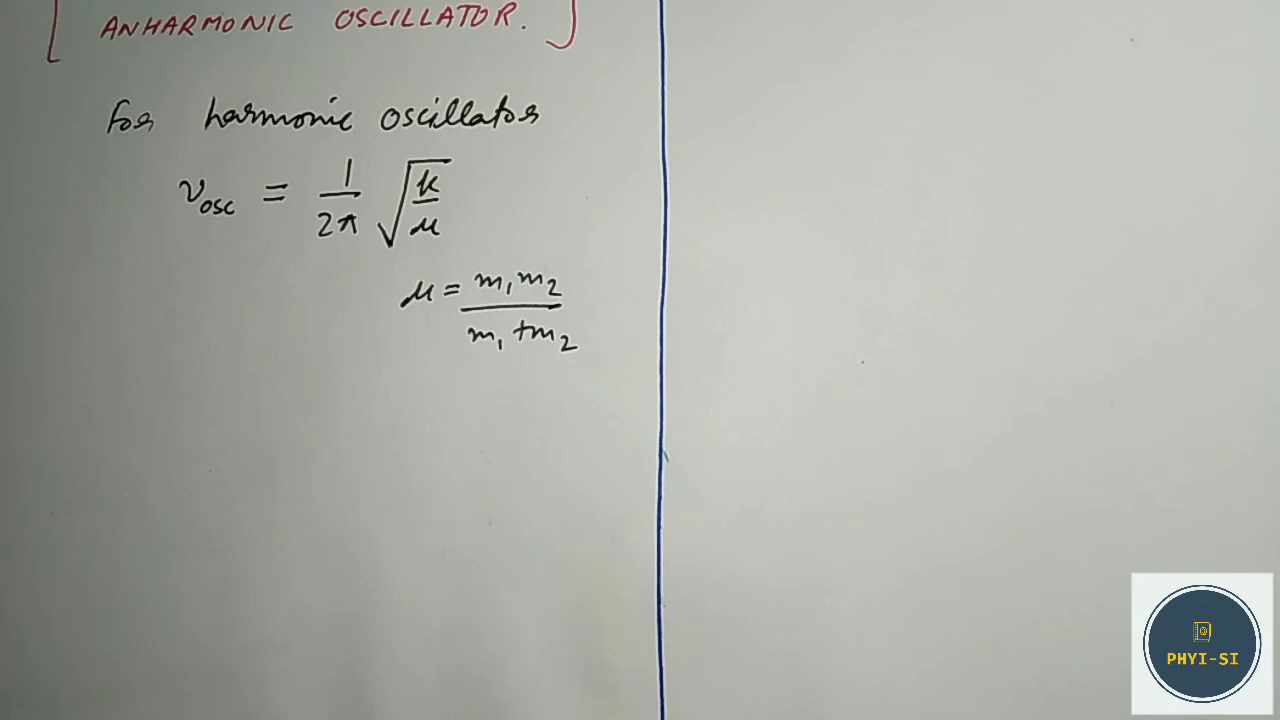 [ ANHARMONIC OSCILLATOR. ]
For harmonic oscillator
ν_osc = 1/2π √(k/μ)
μ = m₁m₂/m₁+m₂
PHYI-SI